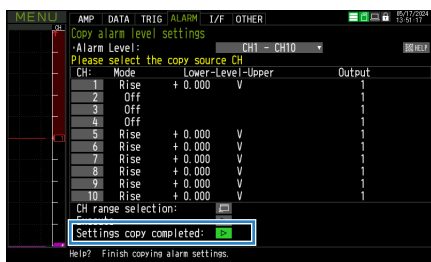 MENU AMP DATA TRIG ALARM I/F OTHER 05/17/2024
13:51:17
CH
Copy alarm level settings
・Alarm Level: CH1 - CH10 ▼ HELP
Please select the copy source CH
CH: Mode Lower-Level-Upper Output
1 Rise + 0.000 V 1
2 Off 1
3 Off 1
4 Off 1
5 Rise + 0.000 V 1
6 Rise + 0.000 V 1
7 Rise + 0.000 V 1
8 Rise + 0.000 V 1
9 Rise + 0.000 V 1
10 Rise + 0.000 V 1
CH range selection:
Settings copy completed:
Help? Finish copying alarm settings.